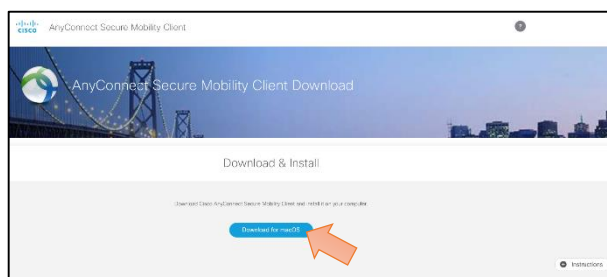 CISCO AnyConnect Secure Mobility Client
?
AnyConnect Secure Mobility Client Download
Download & Install
Download Cisco AnyConnect Secure Mobility Client and install it on your computer
Download for macOS
Instructions